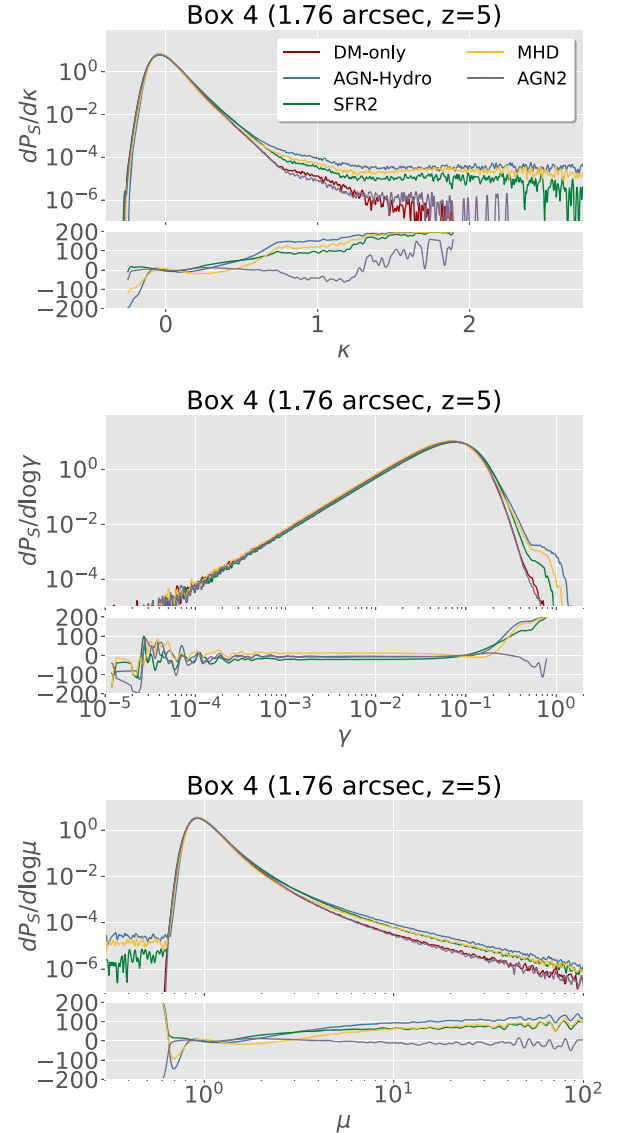 Box 4 (1.76 arcsec, z=5)
DM-only
AGN-Hydro
SFR2
MHD
AGN2
dP_S/dκ
10^0
10^-2
10^-4
10^-6
200
100
0
−100
−200
0 1 2
κ
Box 4 (1.76 arcsec, z=5)
dP_S/dlogγ
10^0
10^-2
10^-4
200
100
0
−100
−200
10^-5 10^-4 10^-3 10^-2 10^-1 10^0
γ
Box 4 (1.76 arcsec, z=5)
dP_S/dlogμ
10^0
10^-2
10^-4
10^-6
200
100
0
−100
−200
10^0 10^1 10^2
μ